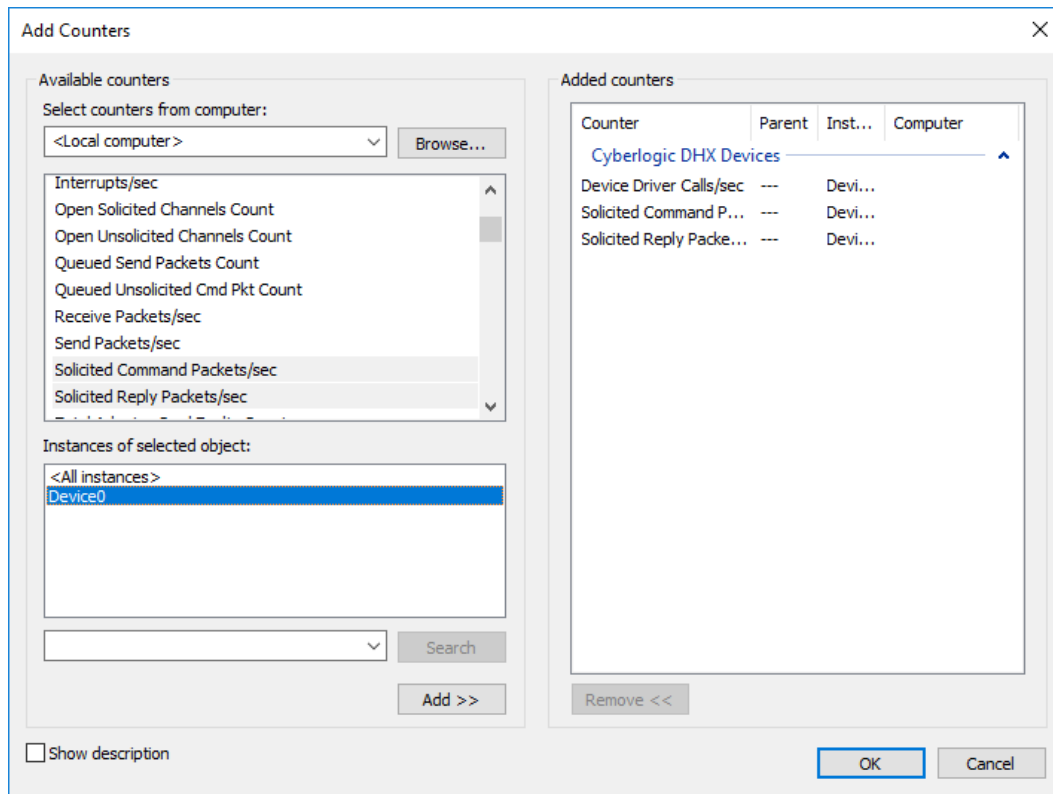 Add Counters
Available counters
Select counters from computer:
<Local computer>
Browse...
Interrupts/sec
Open Solicited Channels Count
Open Unsolicited Channels Count
Queued Send Packets Count
Queued Unsolicited Cmd Pkt Count
Receive Packets/sec
Send Packets/sec
Solicited Command Packets/sec
Solicited Reply Packets/sec
Instances of selected object:
<All instances>
Device0
Search
Add >>
Show description
Added counters
Counter Parent Inst... Computer
Cyberlogic DHX Devices
Device Driver Calls/sec --- Devi...
Solicited Command P... --- Devi...
Solicited Reply Packe... --- Devi...
Remove <<
OK Cancel